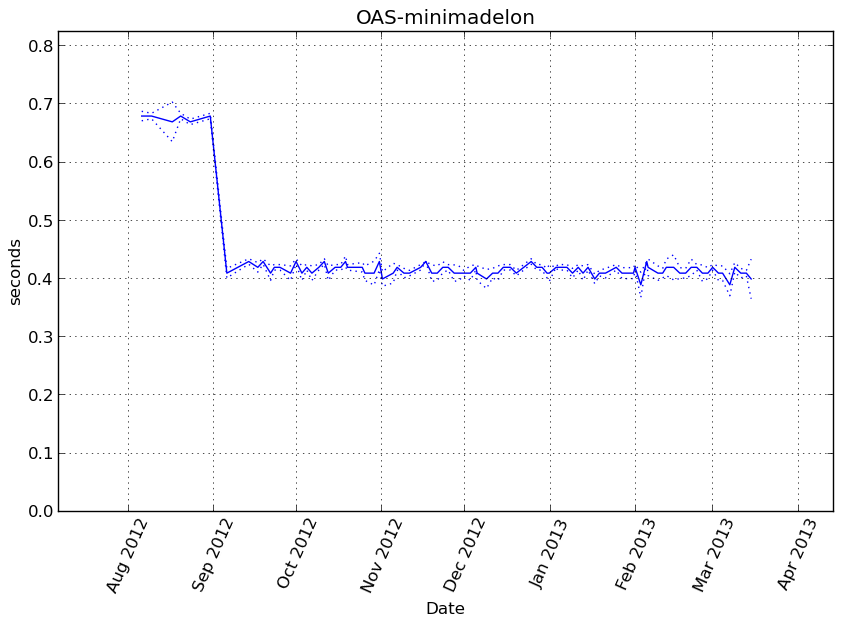 OAS-minimadelon
0.8
0.7
0.6
0.5
0.4
0.3
0.2
0.1
0.0
seconds
Aug 2012
Sep 2012
Oct 2012
Nov 2012
Dec 2012
Jan 2013
Feb 2013
Mar 2013
Apr 2013
Date